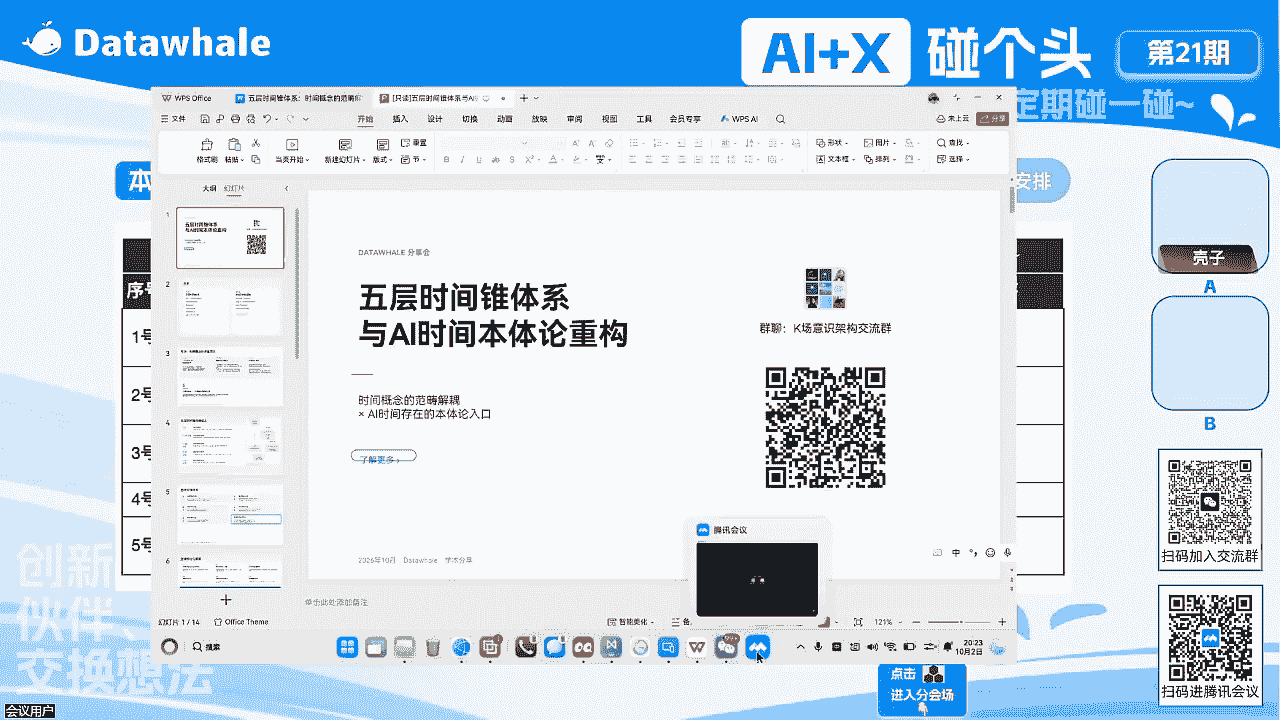 Datawhale
AI+X 碰个头
第21期
定期碰一碰~
WPS Office
五层时间锥体系：时间概念的范畴解
[只读]五层时间锥体系与AI
文件
开始
插入
设计
切换
动画
放映
审阅
视图
工具
会员专享
WPS AI
未上云
分享
格式刷
粘贴
当页开始
新建幻灯片
版式
重置
节
形状
图片
查找
文本框
排列
选择
本
安排
大纲
幻灯片
1
2
3
4
5
6
DATAWHALE 分享会
五层时间锥体系
与AI时间本体论重构
时间概念的范畴解耦
× AI时间存在的本体论入口
了解更多
2026年10月 Datawhale 学术分享
群聊：K场意识架构交流群
腾讯会议
中
单击此处添加备注
幻灯片 1 / 14
Office Theme
智能美化
121%
搜索
20:23
10月2日
序号
1号
2号
3号
4号
5号
亮子
A
B
扫码加入交流群
扫码进腾讯会议
点击
进入分会场
创新
伙伴
交换想法
会议用户